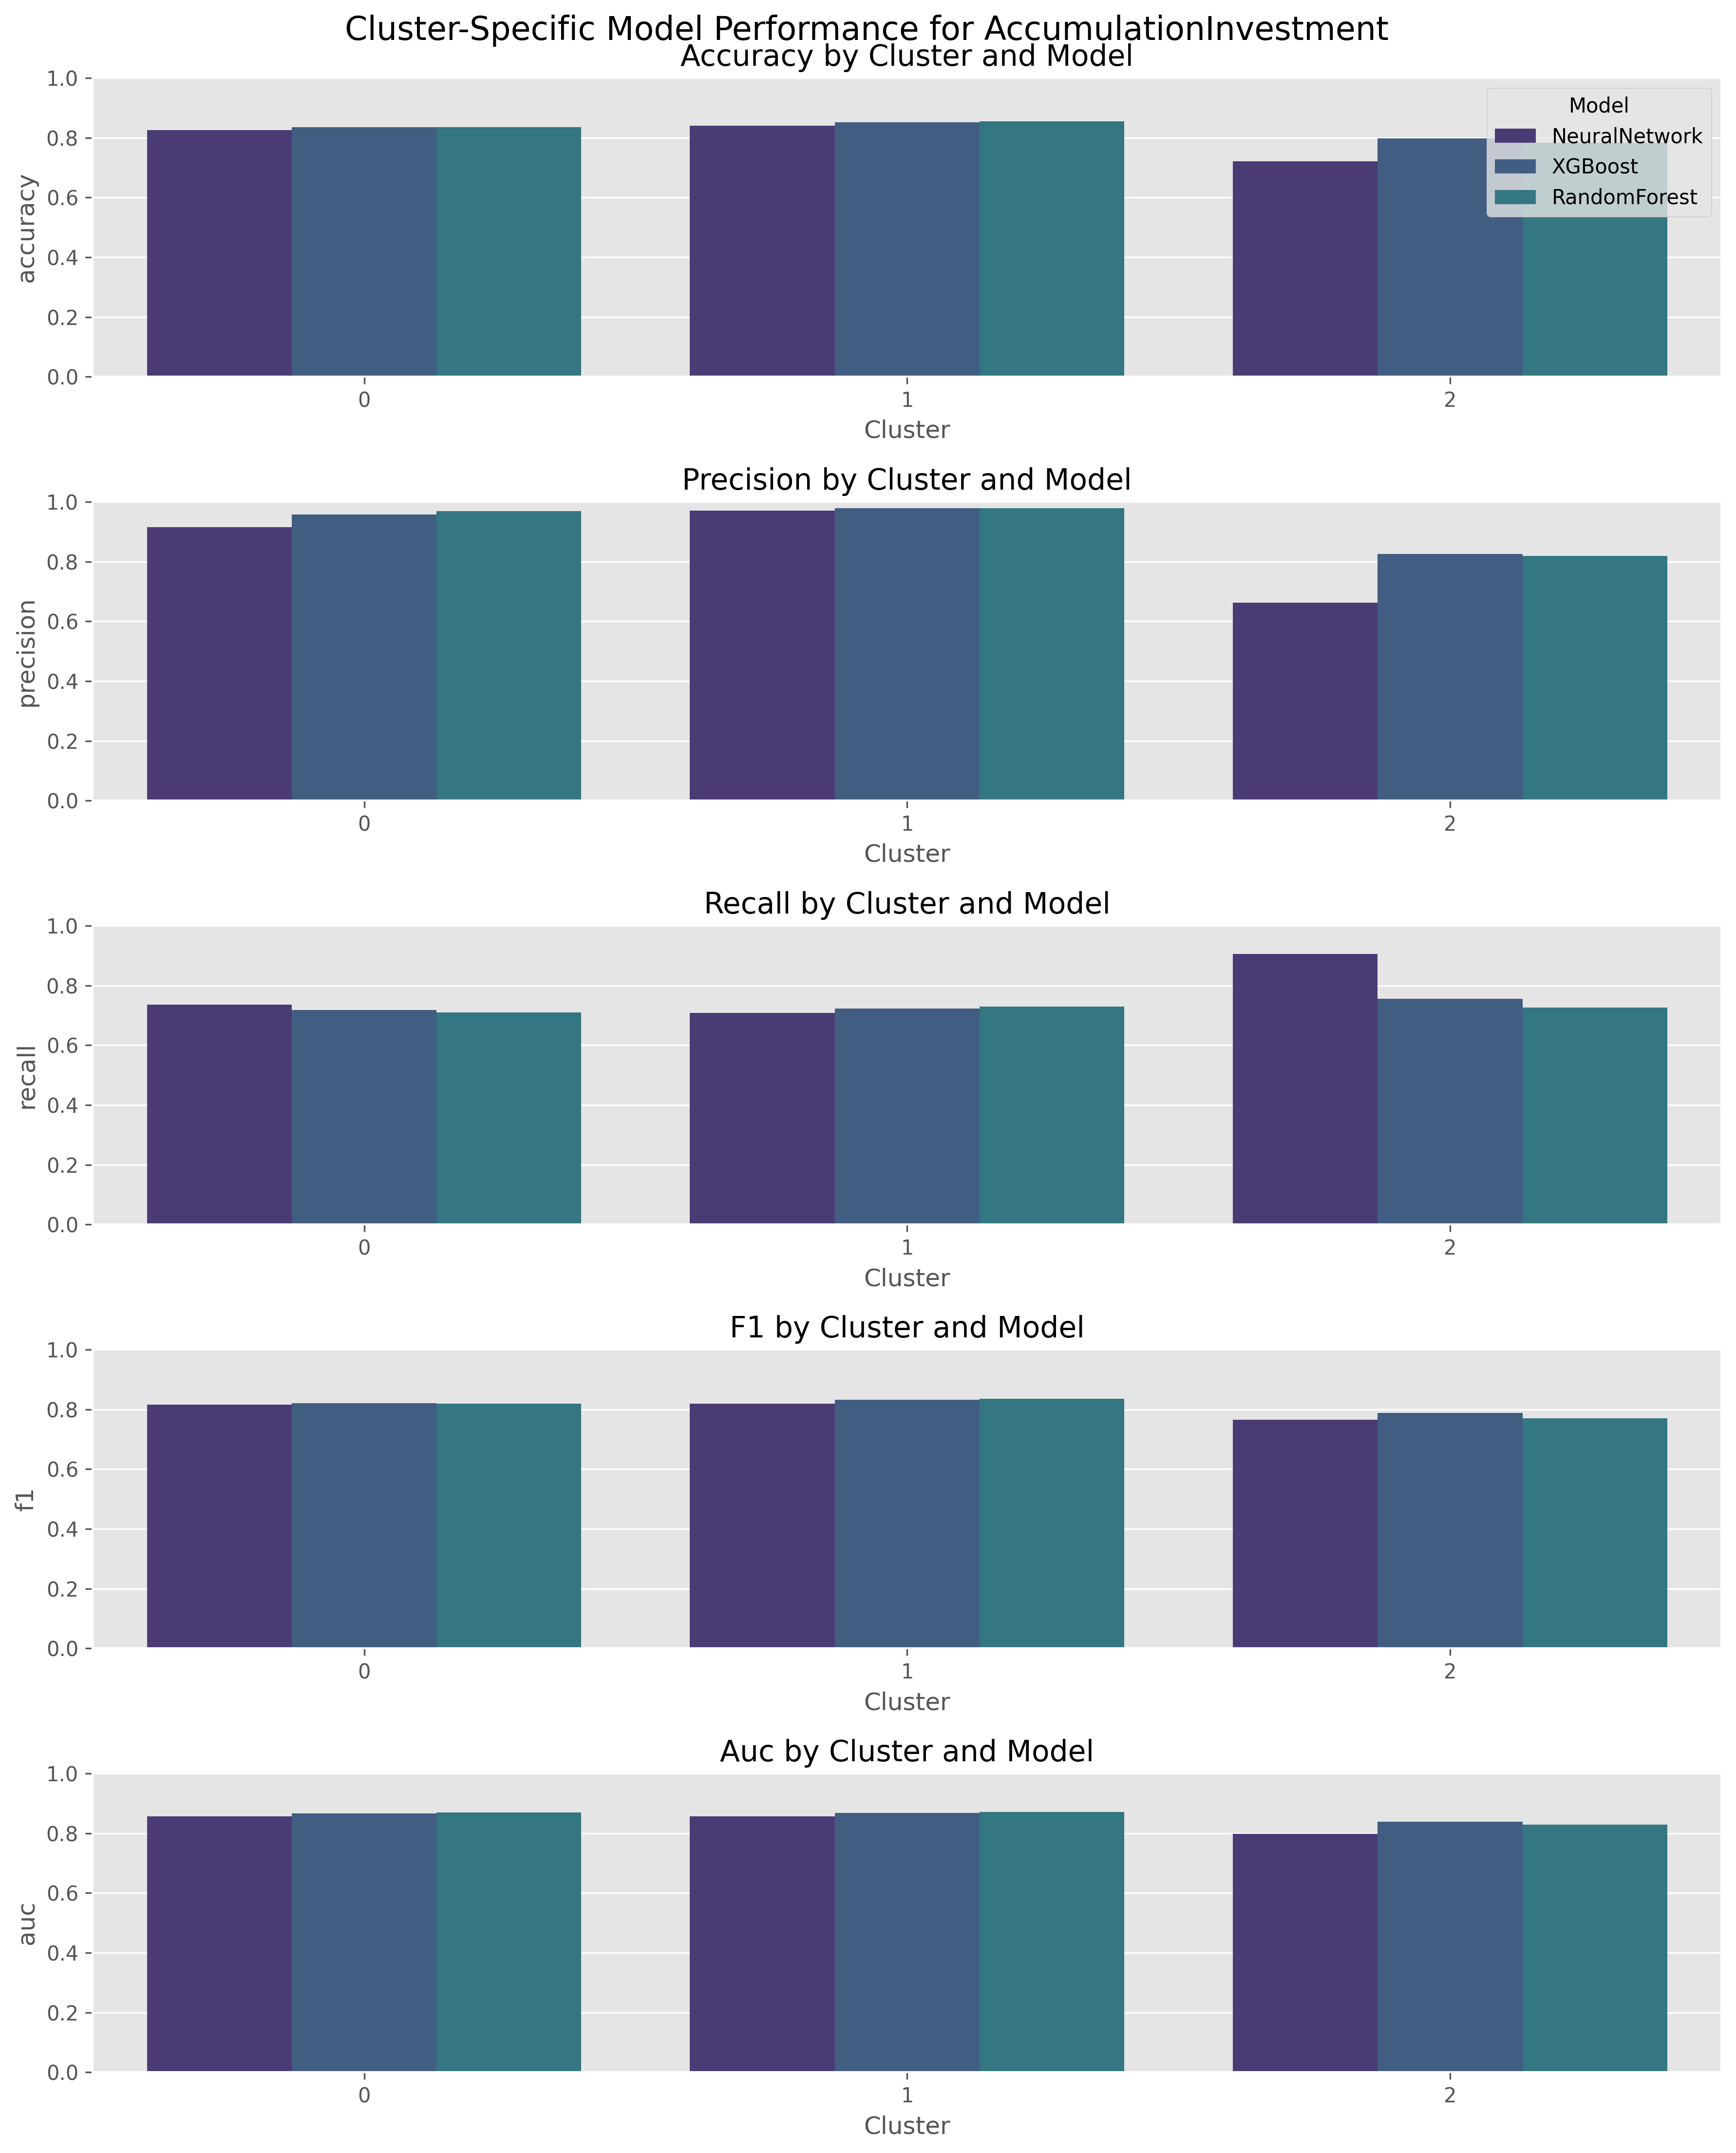 Cluster-Specific Model Performance for AccumulationInvestment
Accuracy by Cluster and Model
1.0
0.8
0.6
0.4
0.2
0.0
accuracy
Model
NeuralNetwork
XGBoost
RandomForest
0 1 2
Cluster
Precision by Cluster and Model
1.0
0.8
0.6
0.4
0.2
0.0
precision
0 1 2
Cluster
Recall by Cluster and Model
1.0
0.8
0.6
0.4
0.2
0.0
recall
0 1 2
Cluster
F1 by Cluster and Model
1.0
0.8
0.6
0.4
0.2
0.0
f1
0 1 2
Cluster
Auc by Cluster and Model
1.0
0.8
0.6
0.4
0.2
0.0
auc
0 1 2
Cluster